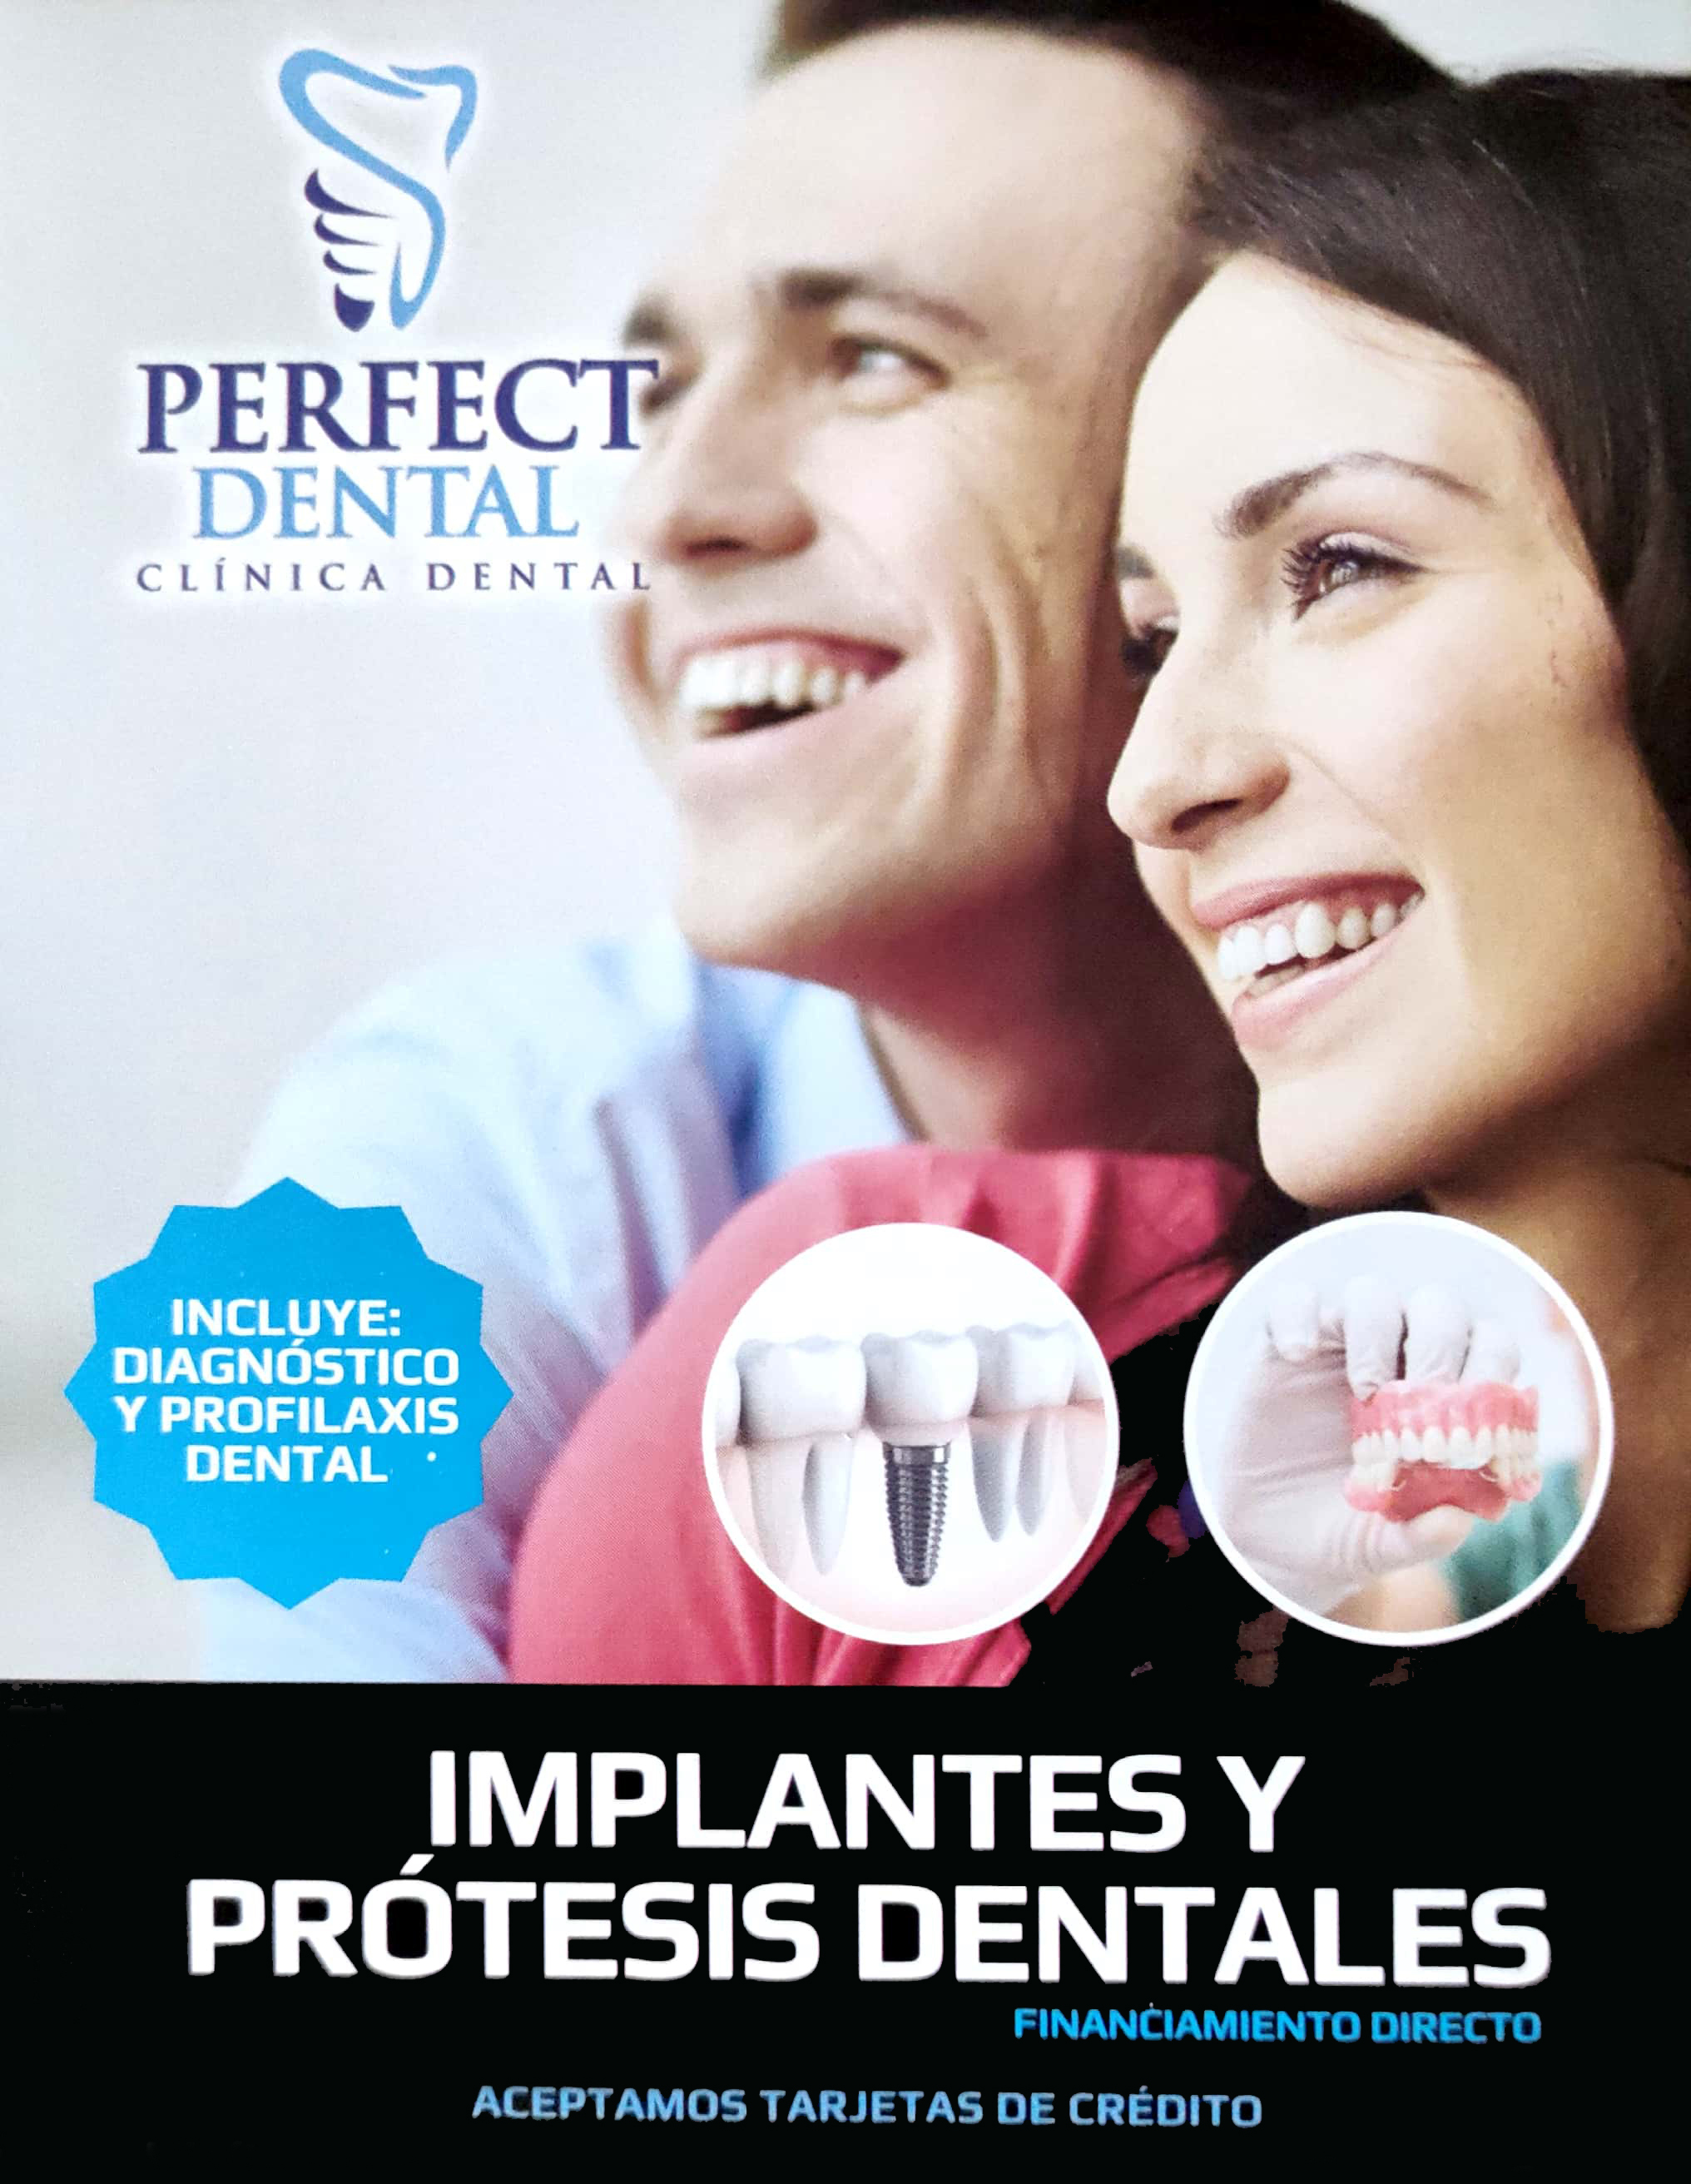 PERFECT
DENTAL
CLÍNICA DENTAL
INCLUYE:
DIAGNÓSTICO
Y PROFILAXIS
DENTAL
IMPLANTES Y
PRÓTESIS DENTALES
FINANCIAMIENTO DIRECTO
ACEPTAMOS TARJETAS DE CRÉDITO